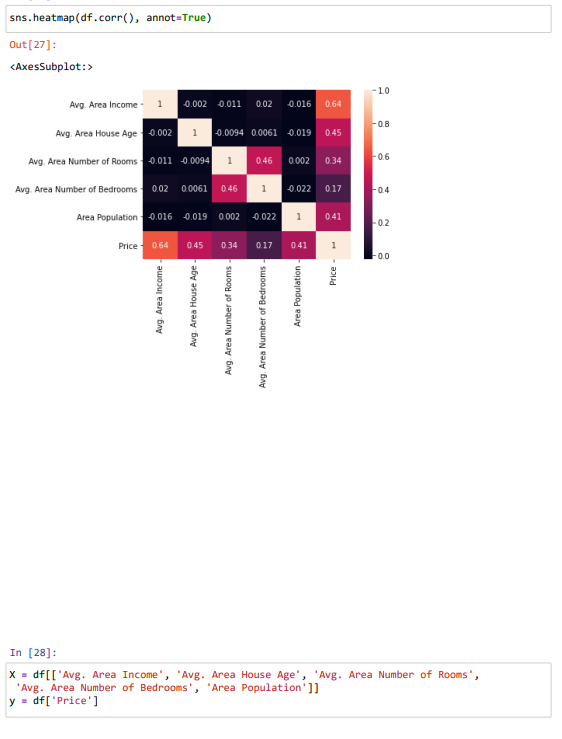 sns.heatmap(df.corr(), annot=True)
Out[27]:
<AxesSubplot:>
Avg. Area Income 1 -0.002 -0.011 0.02 -0.016 0.64
Avg. Area House Age -0.002 1 -0.0094 0.0061 -0.019 0.45
Avg. Area Number of Rooms -0.011 -0.0094 1 0.46 0.002 0.34
Avg. Area Number of Bedrooms 0.02 0.0061 0.46 1 -0.022 0.17
Area Population -0.016 -0.019 0.002 -0.022 1 0.41
Price 0.64 0.45 0.34 0.17 0.41 1
Avg. Area Income
Avg. Area House Age
Avg. Area Number of Rooms
Avg. Area Number of Bedrooms
Area Population
Price
1.0
0.8
0.6
0.4
0.2
0.0
In [28]:
X = df[['Avg. Area Income', 'Avg. Area House Age', 'Avg. Area Number of Rooms',
'Avg. Area Number of Bedrooms', 'Area Population']]
y = df['Price']